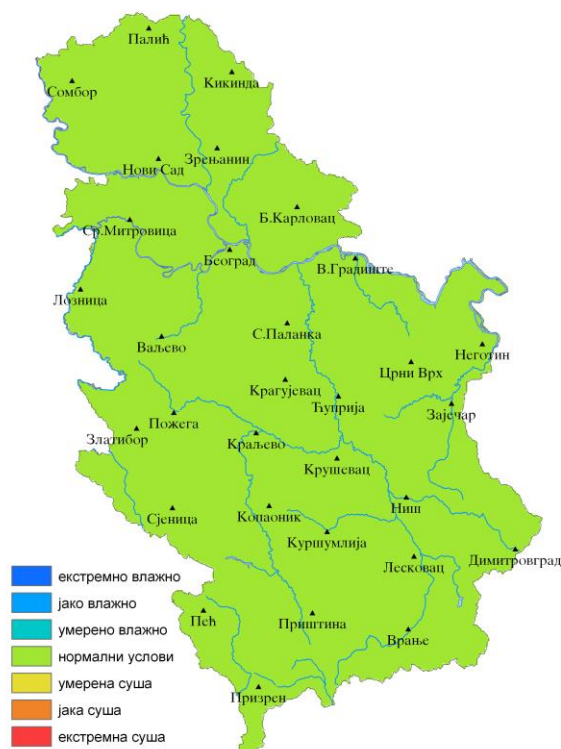 Палић
Сомбор
Кикинда
Зрењанин
Нови Сад
Б.Карловац
Ср.Митровица
Београд
В.Градиште
Лозница
С.Паланка
Ваљево
Неготин
Црни Врх
Крагујевац
Ћуприја
Зајечар
Пожега
Златибор
Краљево
Крушевац
Ниш
Сјеница
Копаоник
Куршумлија
Димитровград
Лесковац
екстремно влажно
јако влажно
Пећ
Приштина
Врање
умерено влажно
нормални услови
умерена суша
Призрен
јака суша
екстремна суша